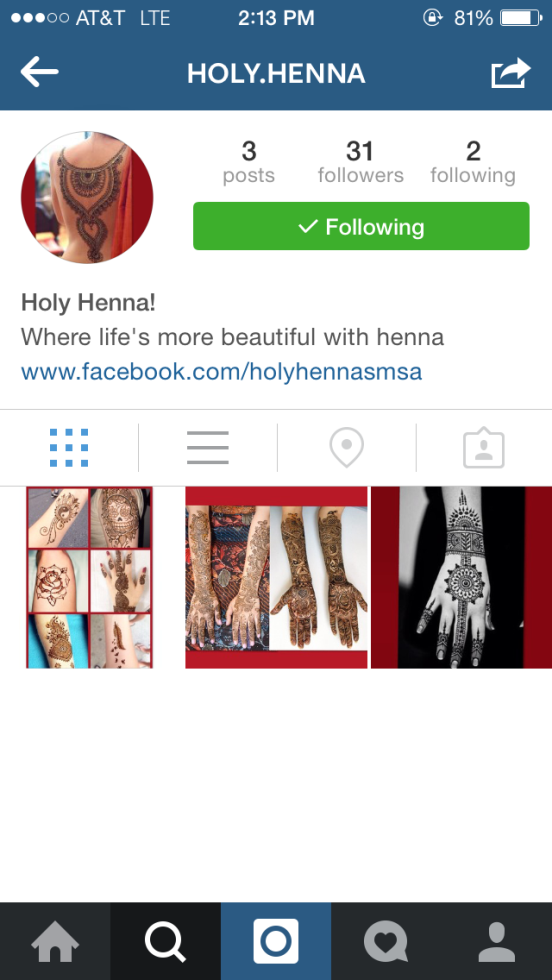 AT&T LTE 2:13 PM 81%
HOLY.HENNA
3 31 2
posts followers following
Following
Holy Henna!
Where life's more beautiful with henna
www.facebook.com/holyhennasmsa